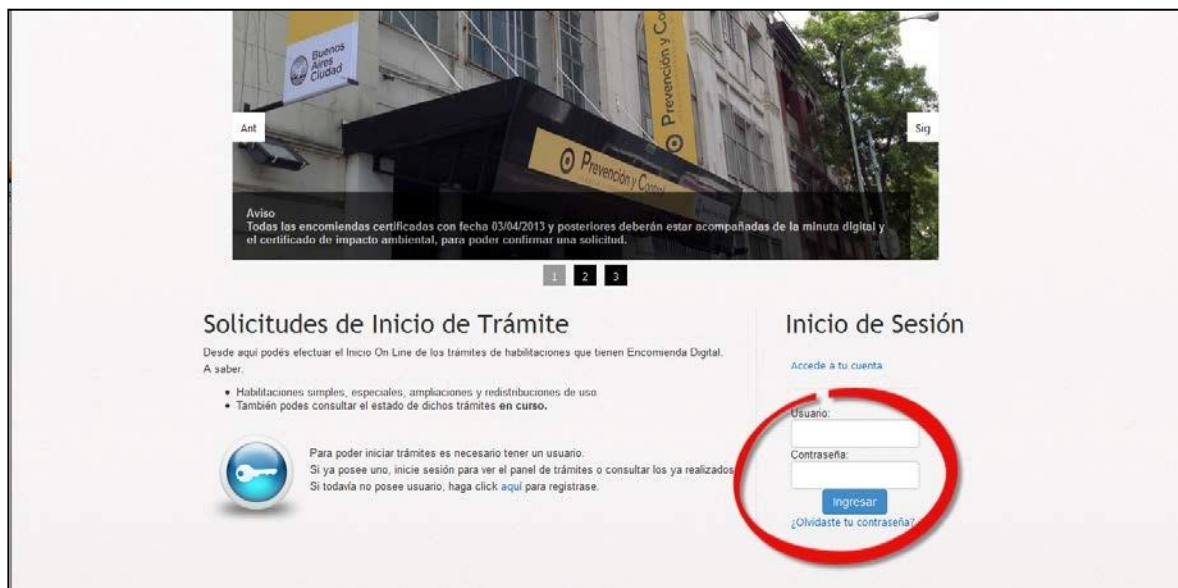 Buenos
Aires
Ciudad
Prevención y C
Ant
Sig
Prevención y Control
Aviso
Todas las encomiendas certificadas con fecha 03/04/2013 y posteriores deberán estar acompañadas de la minuta digital y
el certificado de impacto ambiental, para poder confirmar una solicitud.
1 2 3
Solicitudes de Inicio de Trámite
Desde aquí podés efectuar el Inicio On Line de los trámites de habilitaciones que tienen Encomienda Digital.
A saber:
Habilitaciones simples, especiales, ampliaciones y redistribuciones de uso
También podes consultar el estado de dichos trámites en curso.
Para poder iniciar trámites es necesario tener un usuario.
Si ya posee uno, inicie sesión para ver el panel de trámites o consultar los ya realizados
Si todavía no posee usuario, haga click aquí para registrase.
Inicio de Sesión
Accede a tu cuenta
Usuario:
Contraseña:
Ingresar
¿Olvidaste tu contraseña?